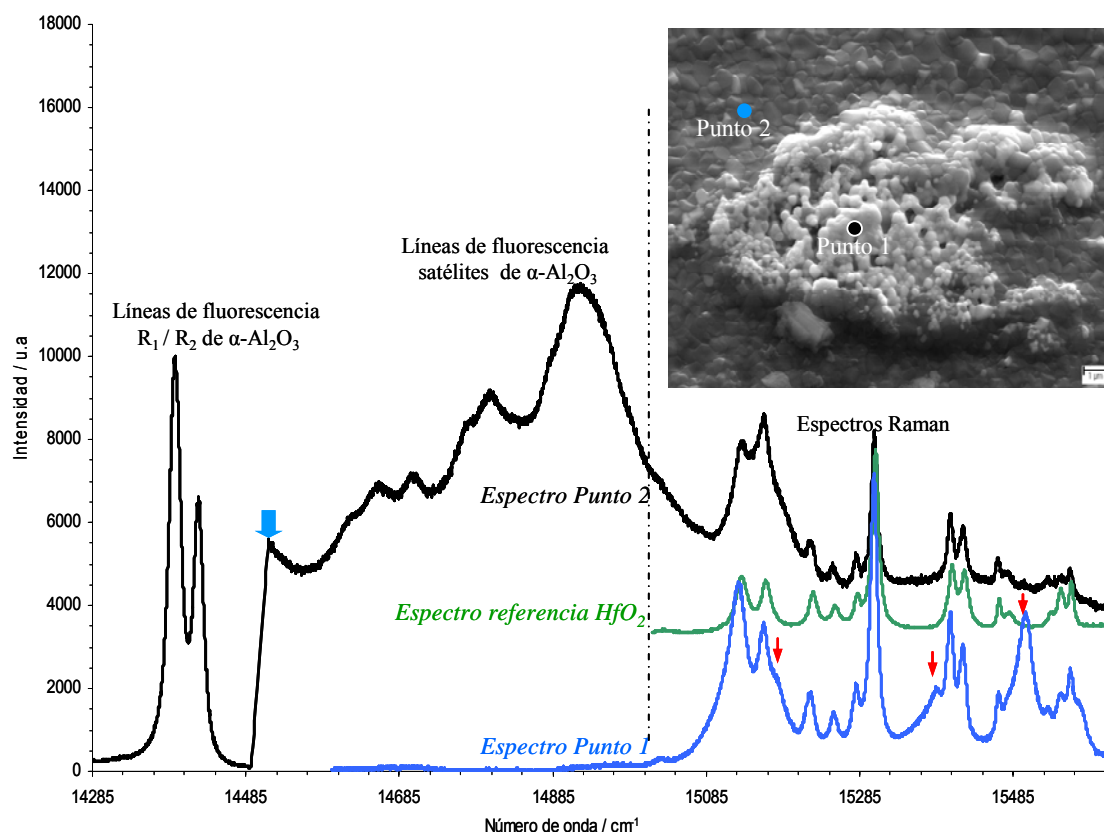 18000
16000
14000
12000
10000
8000
6000
4000
2000
0
Intensidad / u.a
14285
14485
14685
14885
15085
15285
15485
Número de onda / cm-1
Líneas de fluorescencia
R1 / R2 de α-Al2O3
Líneas de fluorescencia
satélites de α-Al2O3
Punto 2
Punto 1
1 µm
Espectros Raman
Espectro Punto 2
Espectro referencia HfO2
Espectro Punto 1